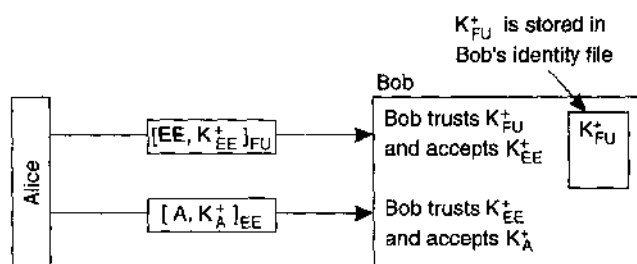 K⁺FU is stored in
Bob's identity file
Bob
Alice
[EE, K⁺EE]FU
Bob trusts K⁺FU
and accepts K⁺EE
K⁺FU
[A, K⁺A]EE
Bob trusts K⁺EE
and accepts K⁺A